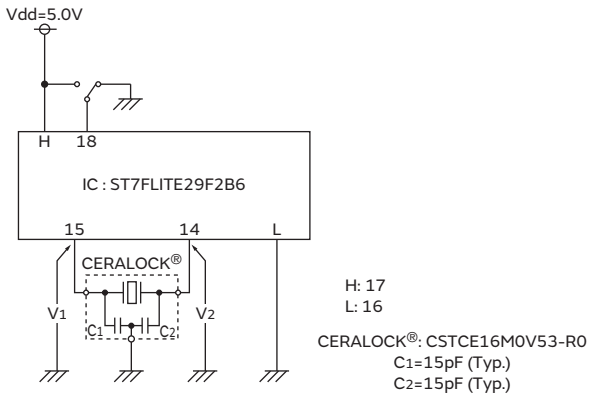 Vdd=5.0V
H 18
IC : ST7FLITE29F2B6
15 14 L
CERALOCK®
V1 C1 C2 V2
H: 17
L: 16
CERALOCK®: CSTCE16M0V53-R0
C1=15pF (Typ.)
C2=15pF (Typ.)